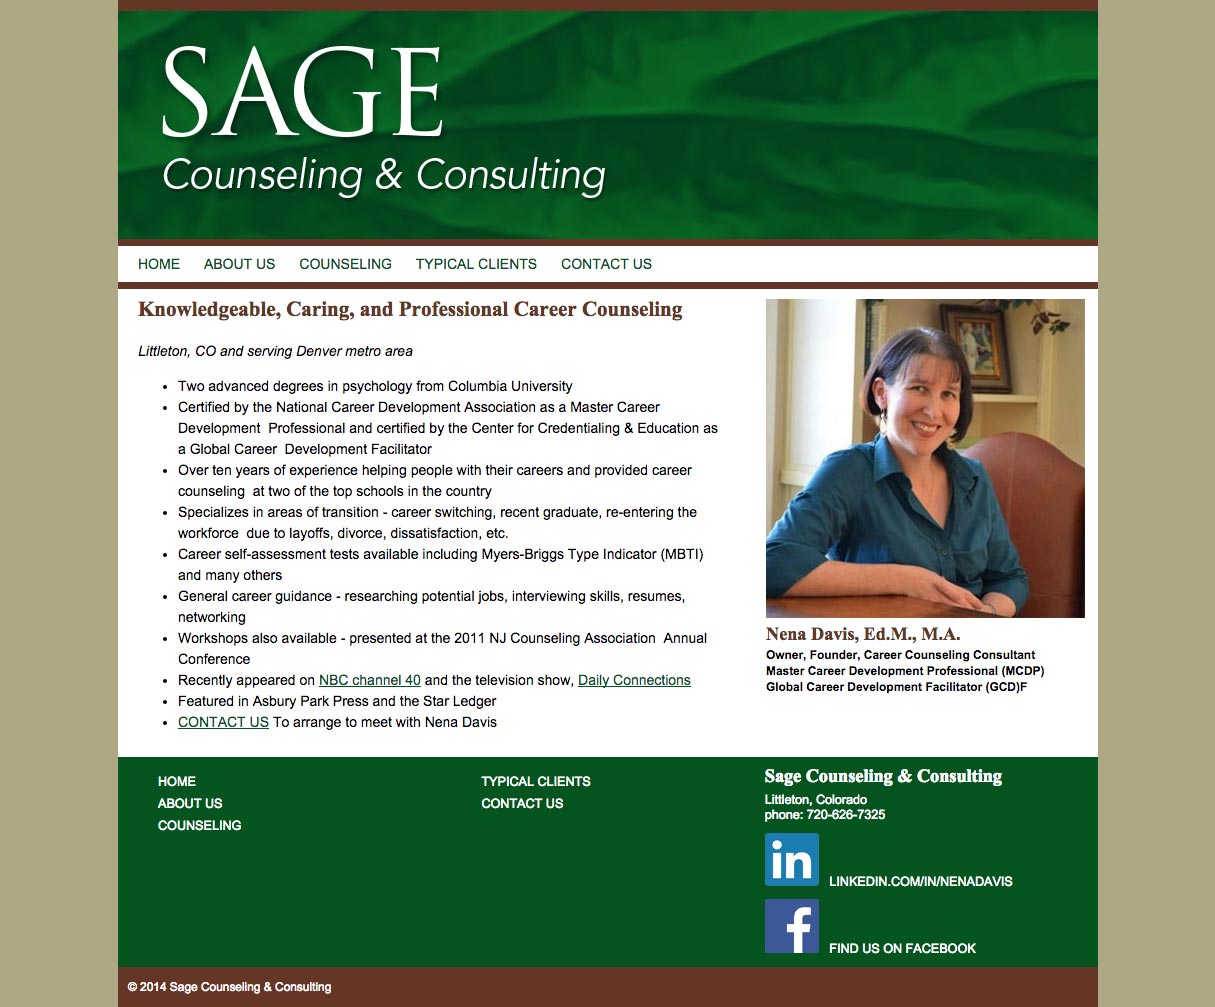 SAGE
Counseling & Consulting
HOME ABOUT US COUNSELING TYPICAL CLIENTS CONTACT US
Knowledgeable, Caring, and Professional Career Counseling
Littleton, CO and serving Denver metro area
• Two advanced degrees in psychology from Columbia University
• Certified by the National Career Development Association as a Master Career
Development Professional and certified by the Center for Credentialing & Education as
a Global Career Development Facilitator
• Over ten years of experience helping people with their careers and provided career
counseling at two of the top schools in the country
• Specializes in areas of transition - career switching, recent graduate, re-entering the
workforce due to layoffs, divorce, dissatisfaction, etc.
• Career self-assessment tests available including Myers-Briggs Type Indicator (MBTI)
and many others
• General career guidance - researching potential jobs, interviewing skills, resumes,
networking
• Workshops also available - presented at the 2011 NJ Counseling Association Annual
Conference
• Recently appeared on NBC channel 40 and the television show, Daily Connections
• Featured in Asbury Park Press and the Star Ledger
• CONTACT US To arrange to meet with Nena Davis
Nena Davis, Ed.M., M.A.
Owner, Founder, Career Counseling Consultant
Master Career Development Professional (MCDP)
Global Career Development Facilitator (GCD)F
HOME
ABOUT US
COUNSELING
TYPICAL CLIENTS
CONTACT US
Sage Counseling & Consulting
Littleton, Colorado
phone: 720-626-7325
in LINKEDIN.COM/IN/NENADAVIS
f FIND US ON FACEBOOK
© 2014 Sage Counseling & Consulting